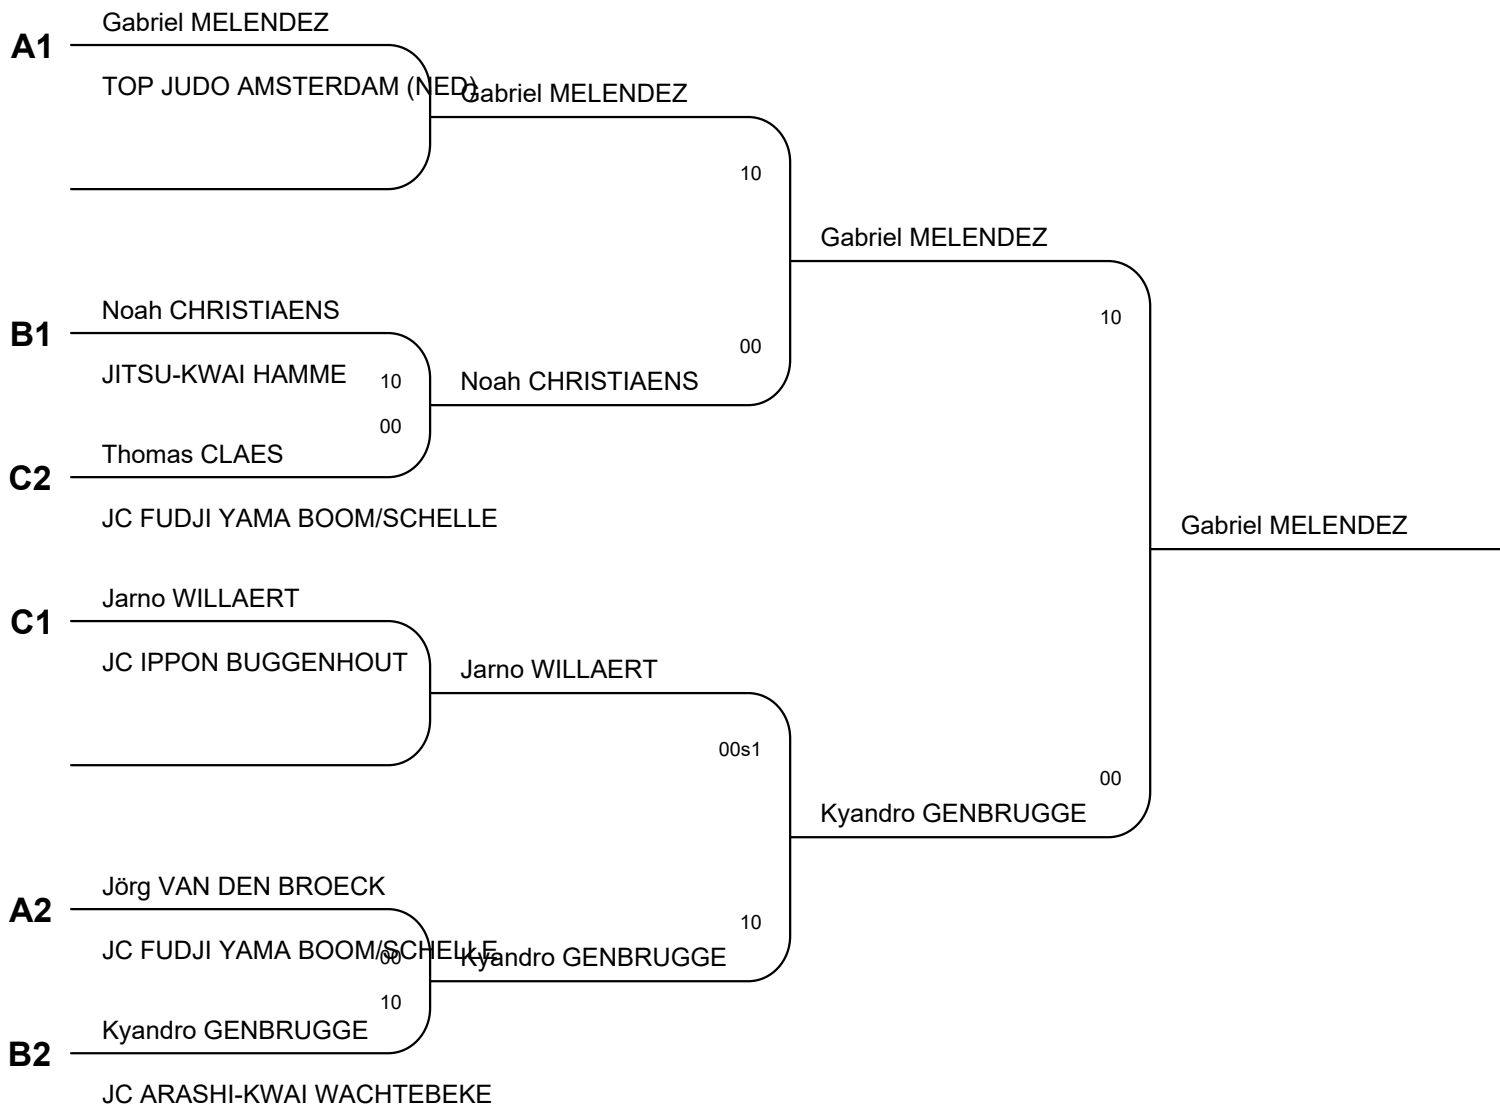 Gabriel MELENDEZ
A1
TOP JUDO AMSTERDAM (NED)
Gabriel MELENDEZ
10
Gabriel MELENDEZ
Noah CHRISTIAENS
B1
10
00
JITSU-KWAI HAMME
10
Noah CHRISTIAENS
00
Thomas CLAES
C2
JC FUDJI YAMA BOOM/SCHELLE
Gabriel MELENDEZ
Jarno WILLAERT
C1
JC IPPON BUGGENHOUT
Jarno WILLAERT
00s1
00
Kyandro GENBRUGGE
Jörg VAN DEN BROECK
A2
10
JC FUDJI YAMA BOOM/SCHELLE
00
Kyandro GENBRUGGE
10
Kyandro GENBRUGGE
B2
JC ARASHI-KWAI WACHTEBEKE